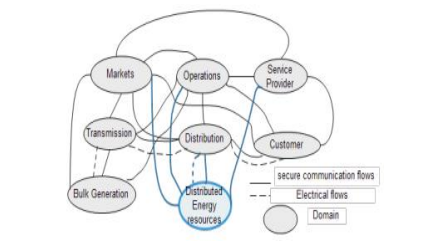 Markets
Operations
Service
Provider
Transmission
Distribution
Customer
Bulk Generation
Distributed
Energy
resources
secure communication flows
Electrical flows
Domain